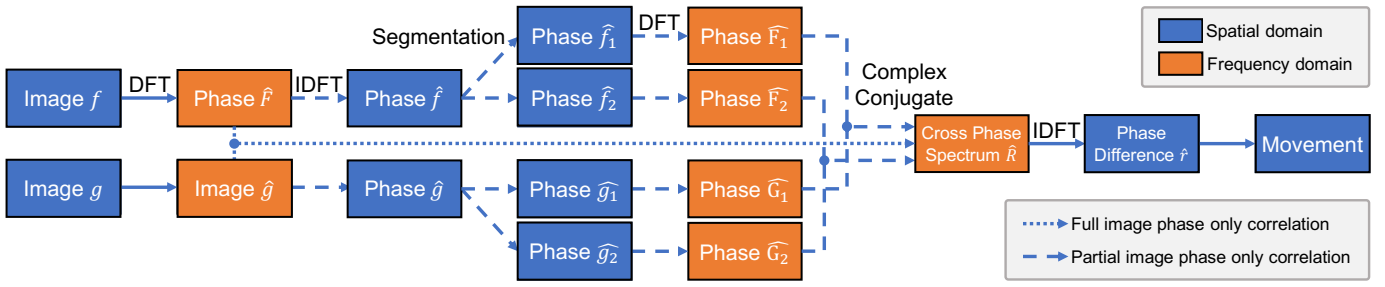 Segmentation
Phase f̂₁
DFT
Phase F̂₁
Spatial domain
Frequency domain
Image f
DFT
Phase F̂
IDFT
Phase f̂
Phase f̂₂
Phase F̂₂
Complex
Conjugate
Cross Phase
Spectrum R̂
IDFT
Phase
Difference r̂
Movement
Image g
Image ĝ
Phase ĝ
Phase ĝ₁
Phase Ĝ₁
Phase ĝ₂
Phase Ĝ₂
Full image phase only correlation
Partial image phase only correlation